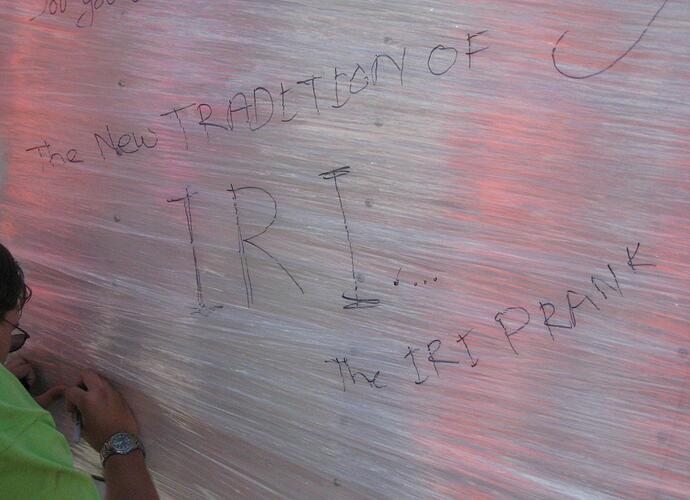 The New TRADITION OF
IRI.....
The IRI PRANK